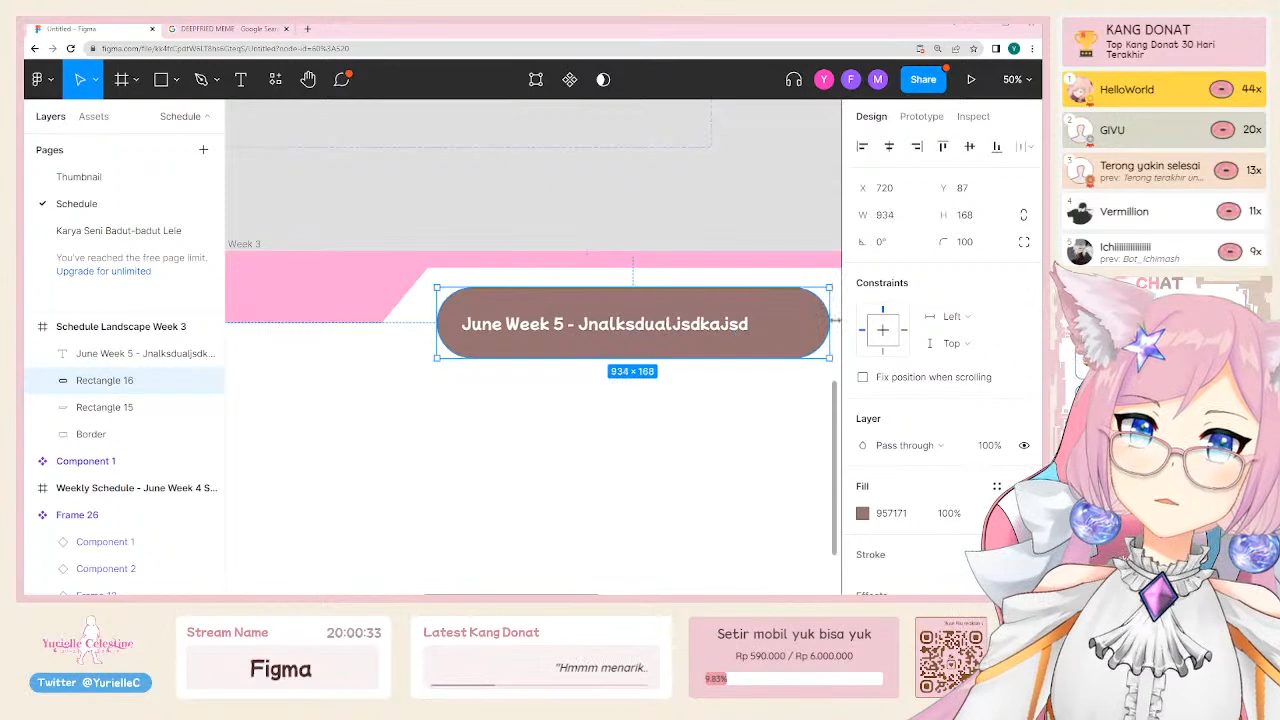 Untitled – Figma
DEEPFRIED MEME - Google Search
Share
50%
Y
F
M
Layers
Assets
Schedule
Pages
Thumbnail
Schedule
Karya Seni Badut-badut Lele
You've reached the free page limit.
Upgrade for unlimited
Schedule Landscape Week 3
June Week 5 - Jnalksdualjsdk...
Rectangle 16
Rectangle 15
Border
Component 1
Weekly Schedule - June Week 4 S...
Frame 26
Component 1
Component 2
Week 3
June Week 5 - Jnalksdualjsdkajsd
934 × 168
Design
Prototype
Inspect
X 720
Y 87
W 934
H 168
0°
100
Constraints
Left
Top
Fix position when scrolling
Layer
Pass through
100%
Fill
957171
100%
Stroke
KANG DONAT
Top Kang Donat 30 Hari
Terakhir
1
HelloWorld
44x
2
GIVU
20x
3
Terong yakin selesai
prev: Terong terakhir un...
13x
4
Vermillion
11x
5
Ichiiiiiiiiiiiiiiiii
prev: Bot_Ichimash
9x
CHAT
Yurielle Celestine
Twitter @YurielleC
Stream Name
20:00:33
Figma
Latest Kang Donat
"Hmmm menarik..
Setir mobil yuk bisa yuk
Rp 590.000 / Rp 6.000.000
9.83%